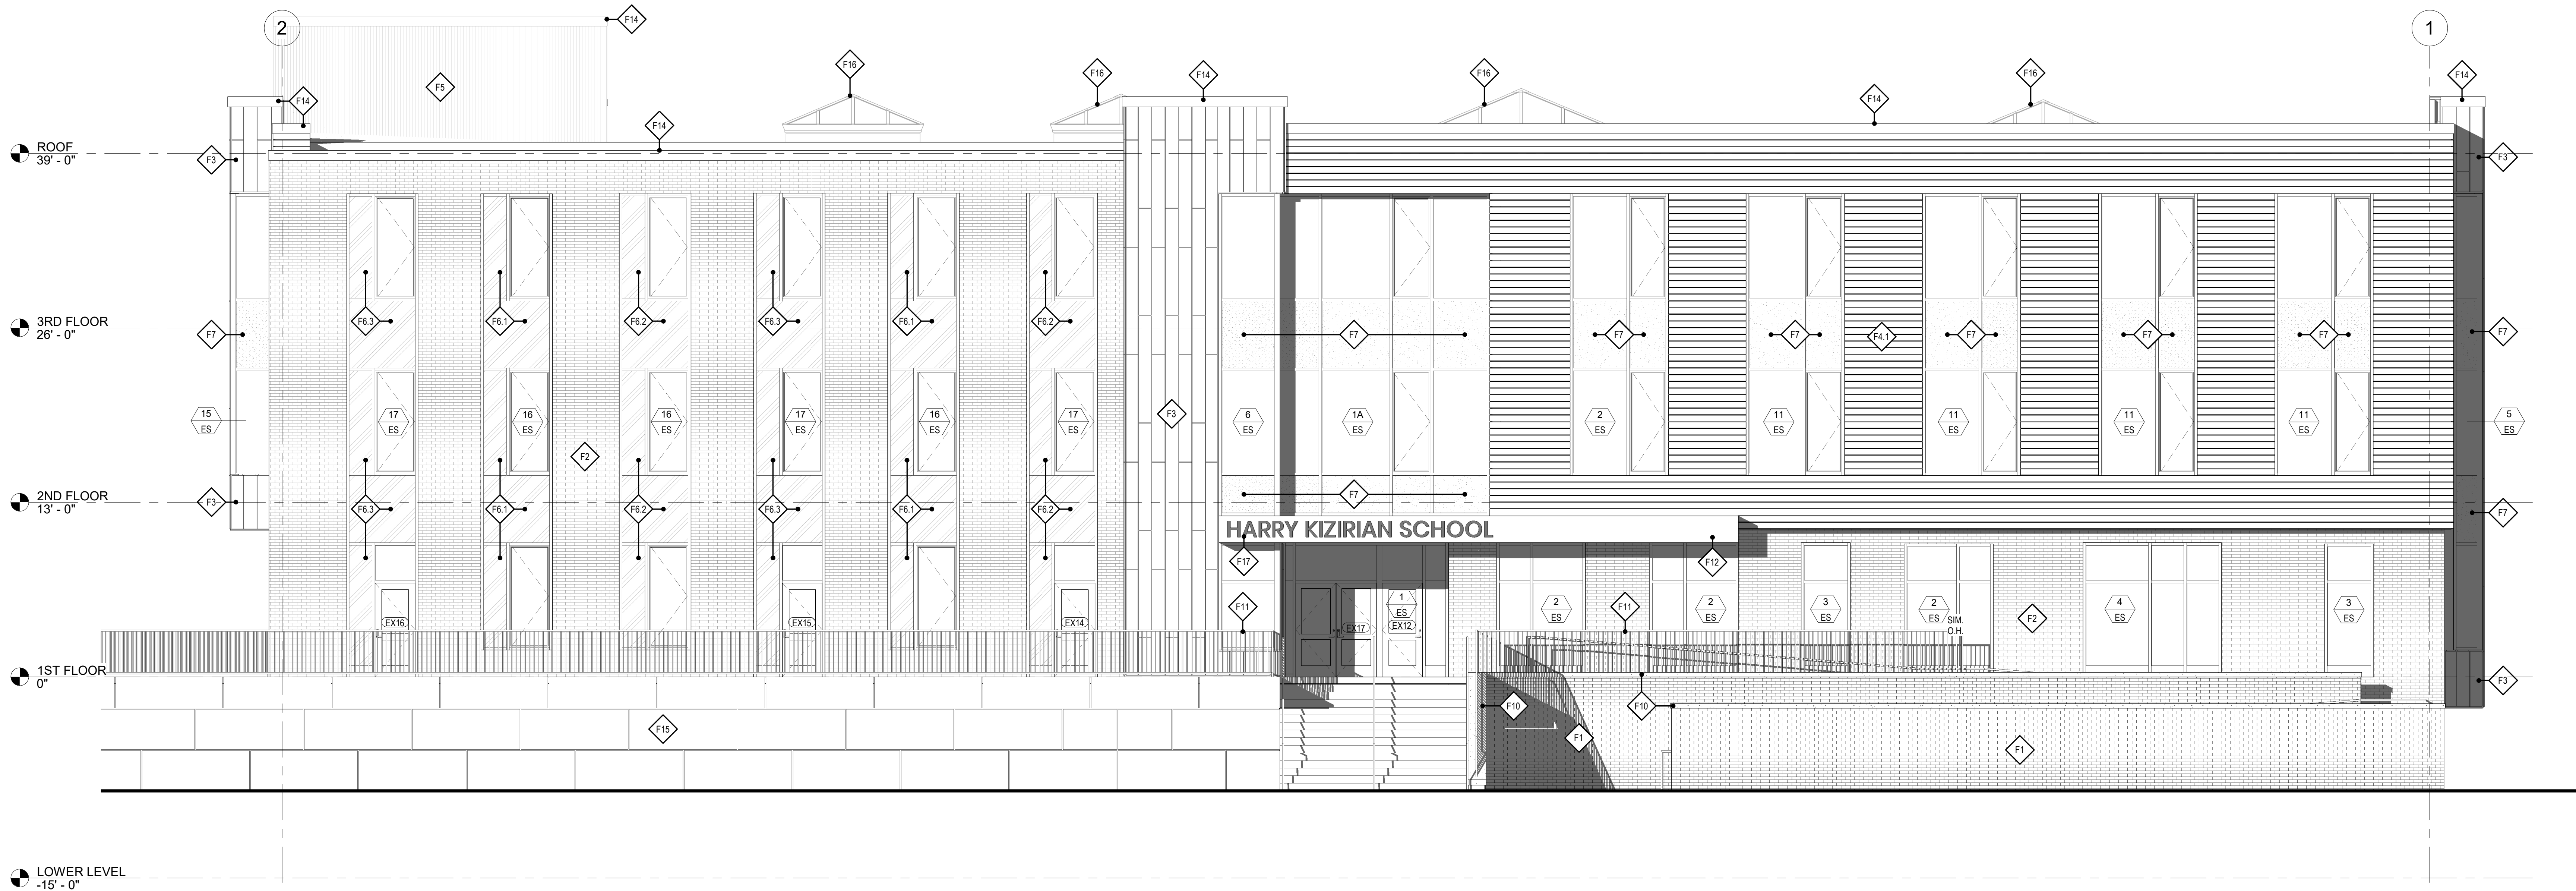 2
F14
1
F16
F16
F14
F16
F16
F14
F5
F14
F14
F14
ROOF
39' - 0"
F3
F3
3RD FLOOR
26' - 0"
F6.3
F6.1
F6.2
F6.3
F6.1
F6.2
F7
F7
F7
F7
F4.1
F7
F7
F7
F7
15
ES
17
ES
16
ES
16
ES
17
ES
16
ES
17
ES
F3
6
ES
1A
ES
2
ES
11
ES
11
ES
11
ES
11
ES
5
ES
F2
2ND FLOOR
13' - 0"
F3
F6.3
F6.1
F6.2
F6.3
F6.1
F6.2
F7
F7
HARRY KIZIRIAN SCHOOL
F17
F12
F11
1
ES
2
ES
F11
2
ES
3
ES
2
ES
SIM.
O.H.
4
ES
F2
3
ES
EX16
EX15
EX14
EX17
EX12
1ST FLOOR
0"
F3
F15
F10
F10
F1
F1
LOWER LEVEL
-15' - 0"